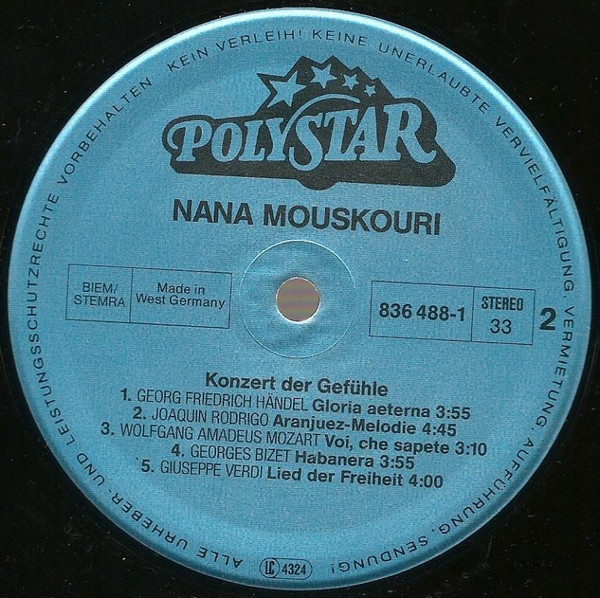 ALLE URHEBER- UND LEISTUNGSSCHUTZRECHTE VORBEHALTEN · KEIN VERLEIH! KEINE UNERLAUBTE VERVIELFÄLTIGUNG, VERMIETUNG, AUFFÜHRUNG, SENDUNG!
POLYSTAR
NANA MOUSKOURI
BIEM/
STEMRA
Made in
West Germany
836 488-1
STEREO
33
2
Konzert der Gefühle
1. GEORG FRIEDRICH HÄNDEL Gloria aeterna 3:55
2. JOAQUIN RODRIGO Aranjuez-Melodie 4:45
3. WOLFGANG AMADEUS MOZART Voi, che sapete 3:10
4. GEORGES BIZET Habanera 3:55
5. GIUSEPPE VERDI Lied der Freiheit 4:00
LC 4324